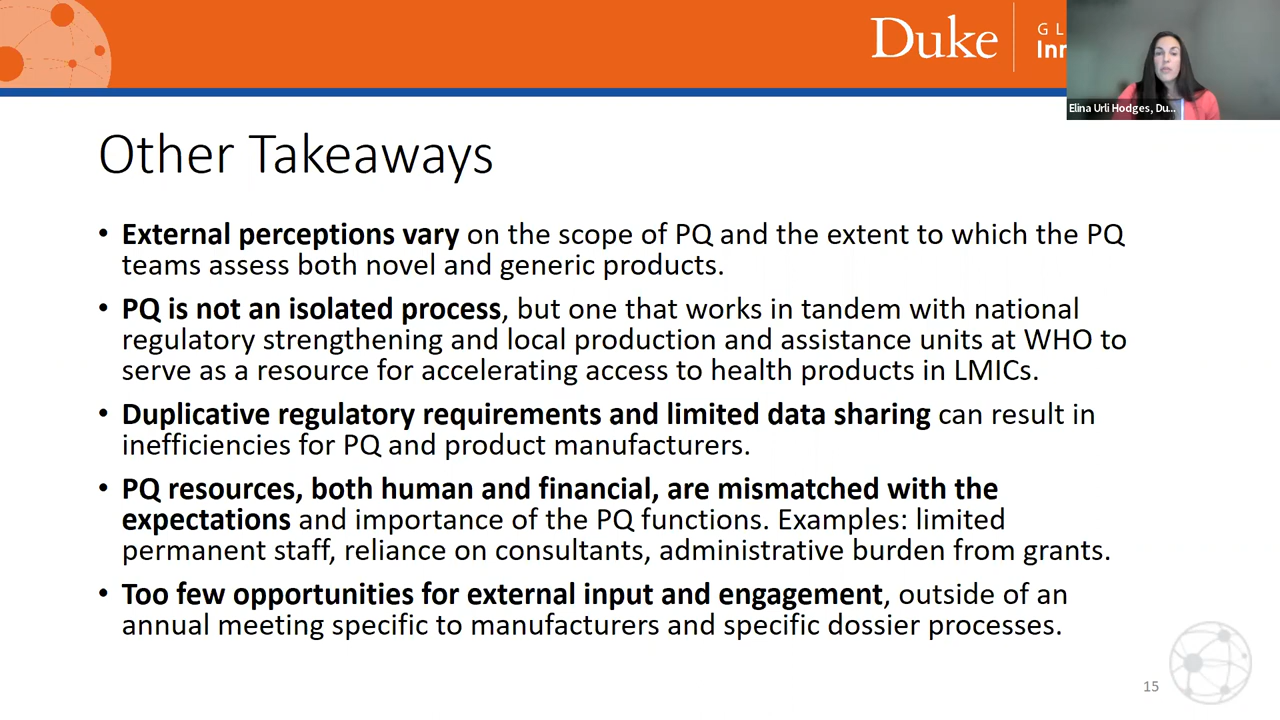 Duke
GL
Inn
Elina Urli Hodges, Du...
Other Takeaways
• External perceptions vary on the scope of PQ and the extent to which the PQ
teams assess both novel and generic products.
• PQ is not an isolated process, but one that works in tandem with national
regulatory strengthening and local production and assistance units at WHO to
serve as a resource for accelerating access to health products in LMICs.
• Duplicative regulatory requirements and limited data sharing can result in
inefficiencies for PQ and product manufacturers.
• PQ resources, both human and financial, are mismatched with the
expectations and importance of the PQ functions. Examples: limited
permanent staff, reliance on consultants, administrative burden from grants.
• Too few opportunities for external input and engagement, outside of an
annual meeting specific to manufacturers and specific dossier processes.
15